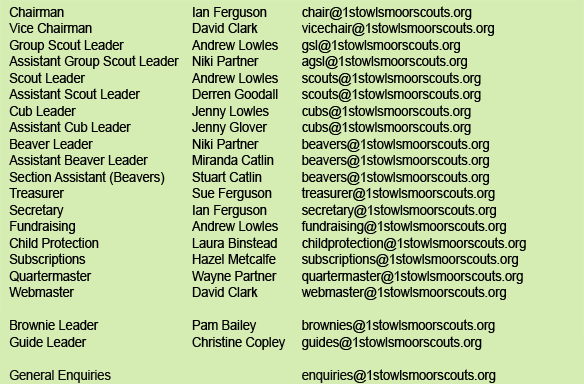 Chairman Ian Ferguson chair@1stowlsmoorscouts.org
Vice Chairman David Clark vicechair@1stowlsmoorscouts.org
Group Scout Leader Andrew Lowles gsl@1stowlsmoorscouts.org
Assistant Group Scout Leader Niki Partner agsl@1stowlsmoorscouts.org
Scout Leader Andrew Lowles scouts@1stowlsmoorscouts.org
Assistant Scout Leader Derren Goodall scouts@1stowlsmoorscouts.org
Cub Leader Jenny Lowles cubs@1stowlsmoorscouts.org
Assistant Cub Leader Jenny Glover cubs@1stowlsmoorscouts.org
Beaver Leader Niki Partner beavers@1stowlsmoorscouts.org
Assistant Beaver Leader Miranda Catlin beavers@1stowlsmoorscouts.org
Section Assistant (Beavers) Stuart Catlin beavers@1stowlsmoorscouts.org
Treasurer Sue Ferguson treasurer@1stowlsmoorscouts.org
Secretary Ian Ferguson secretary@1stowlsmoorscouts.org
Fundraising Andrew Lowles fundraising@1stowlsmoorscouts.org
Child Protection Laura Binstead childprotection@1stowlsmoorscouts.org
Subscriptions Hazel Metcalfe subscriptions@1stowlsmoorscouts.org
Quartermaster Wayne Partner quartermaster@1stowlsmoorscouts.org
Webmaster David Clark webmaster@1stowlsmoorscouts.org
Brownie Leader Pam Bailey brownies@1stowlsmoorscouts.org
Guide Leader Christine Copley guides@1stowlsmoorscouts.org
General Enquiries enquiries@1stowlsmoorscouts.org